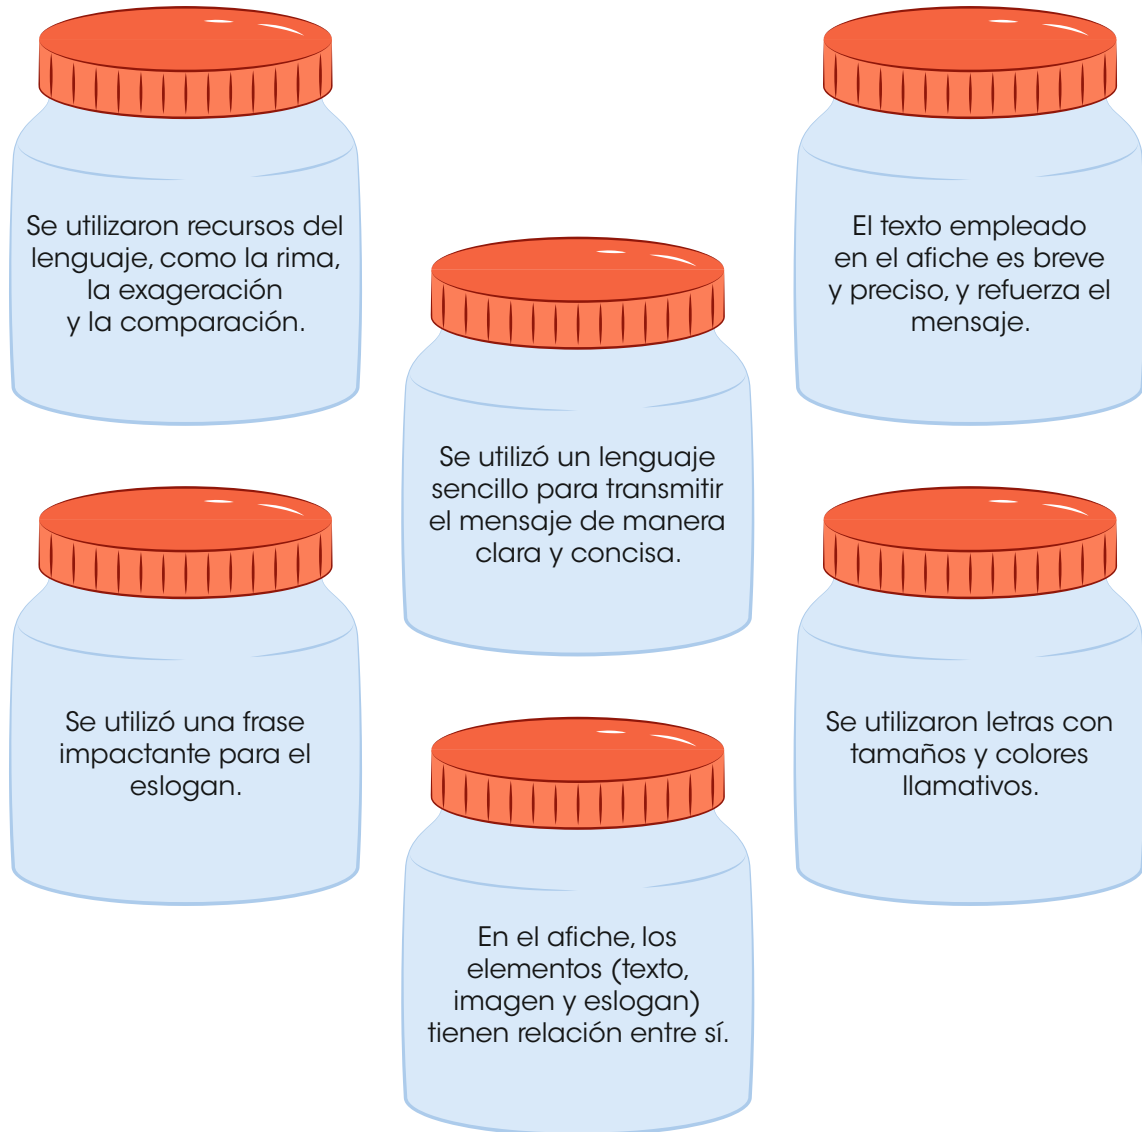 Se utilizaron recursos del
lenguaje, como la rima,
la exageración
y la comparación.
El texto empleado
en el afiche es breve
y preciso, y refuerza el
mensaje.
Se utilizó un lenguaje
sencillo para transmitir
el mensaje de manera
clara y concisa.
Se utilizó una frase
impactante para el
eslogan.
Se utilizaron letras con
tamaños y colores
llamativos.
En el afiche, los
elementos (texto,
imagen y eslogan)
tienen relación entre sí.